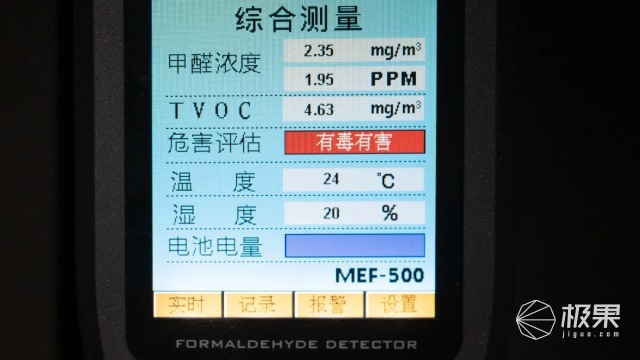 综合测量
甲醛浓度 2.35 mg/m³
1.95 PPM
TVOC 4.63 mg/m³
危害评估 有毒有害
温度 24 ℃
湿度 20 %
电池电量
MEF-500
实时 记录 报警 设置
FORMALDEHYDE DETECTOR
极果
jiguo.com